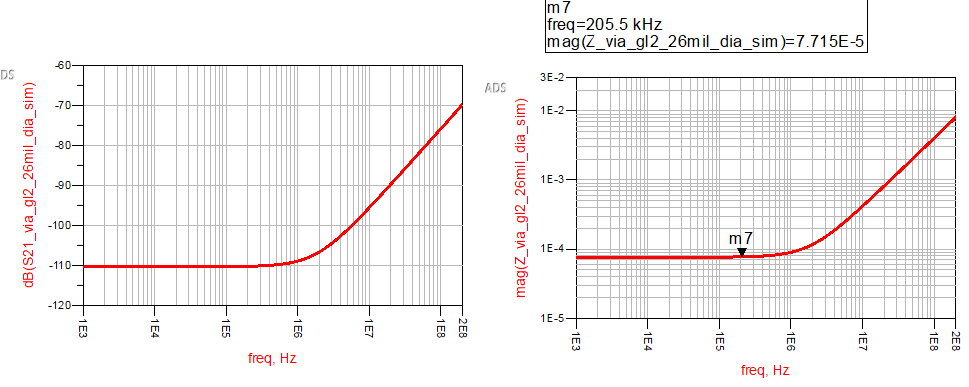 m7
freq=205.5 kHz
mag(Z_via_gl2_26mil_dia_sim)=7.715E-5
DS
dB(S21_via_gl2_26mil_dia_sim)
-60
-70
-80
-90
-100
-110
-120
1E3
1E4
1E5
1E6
1E7
1E8
2E8
freq, Hz
ADS
mag(Z_via_gl2_26mil_dia_sim)
3E-2
1E-2
1E-3
1E-4
1E-5
m7
1E3
1E4
1E5
1E6
1E7
1E8
2E8
freq, Hz